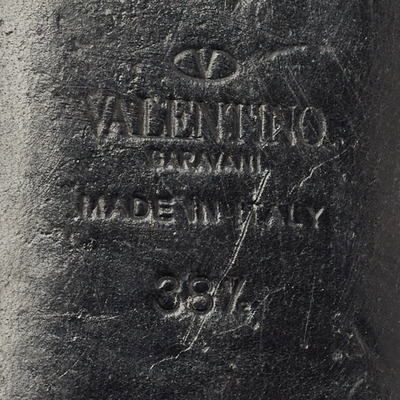 V
VALENTINO
GARAVANI
MADE IN ITALY
38½